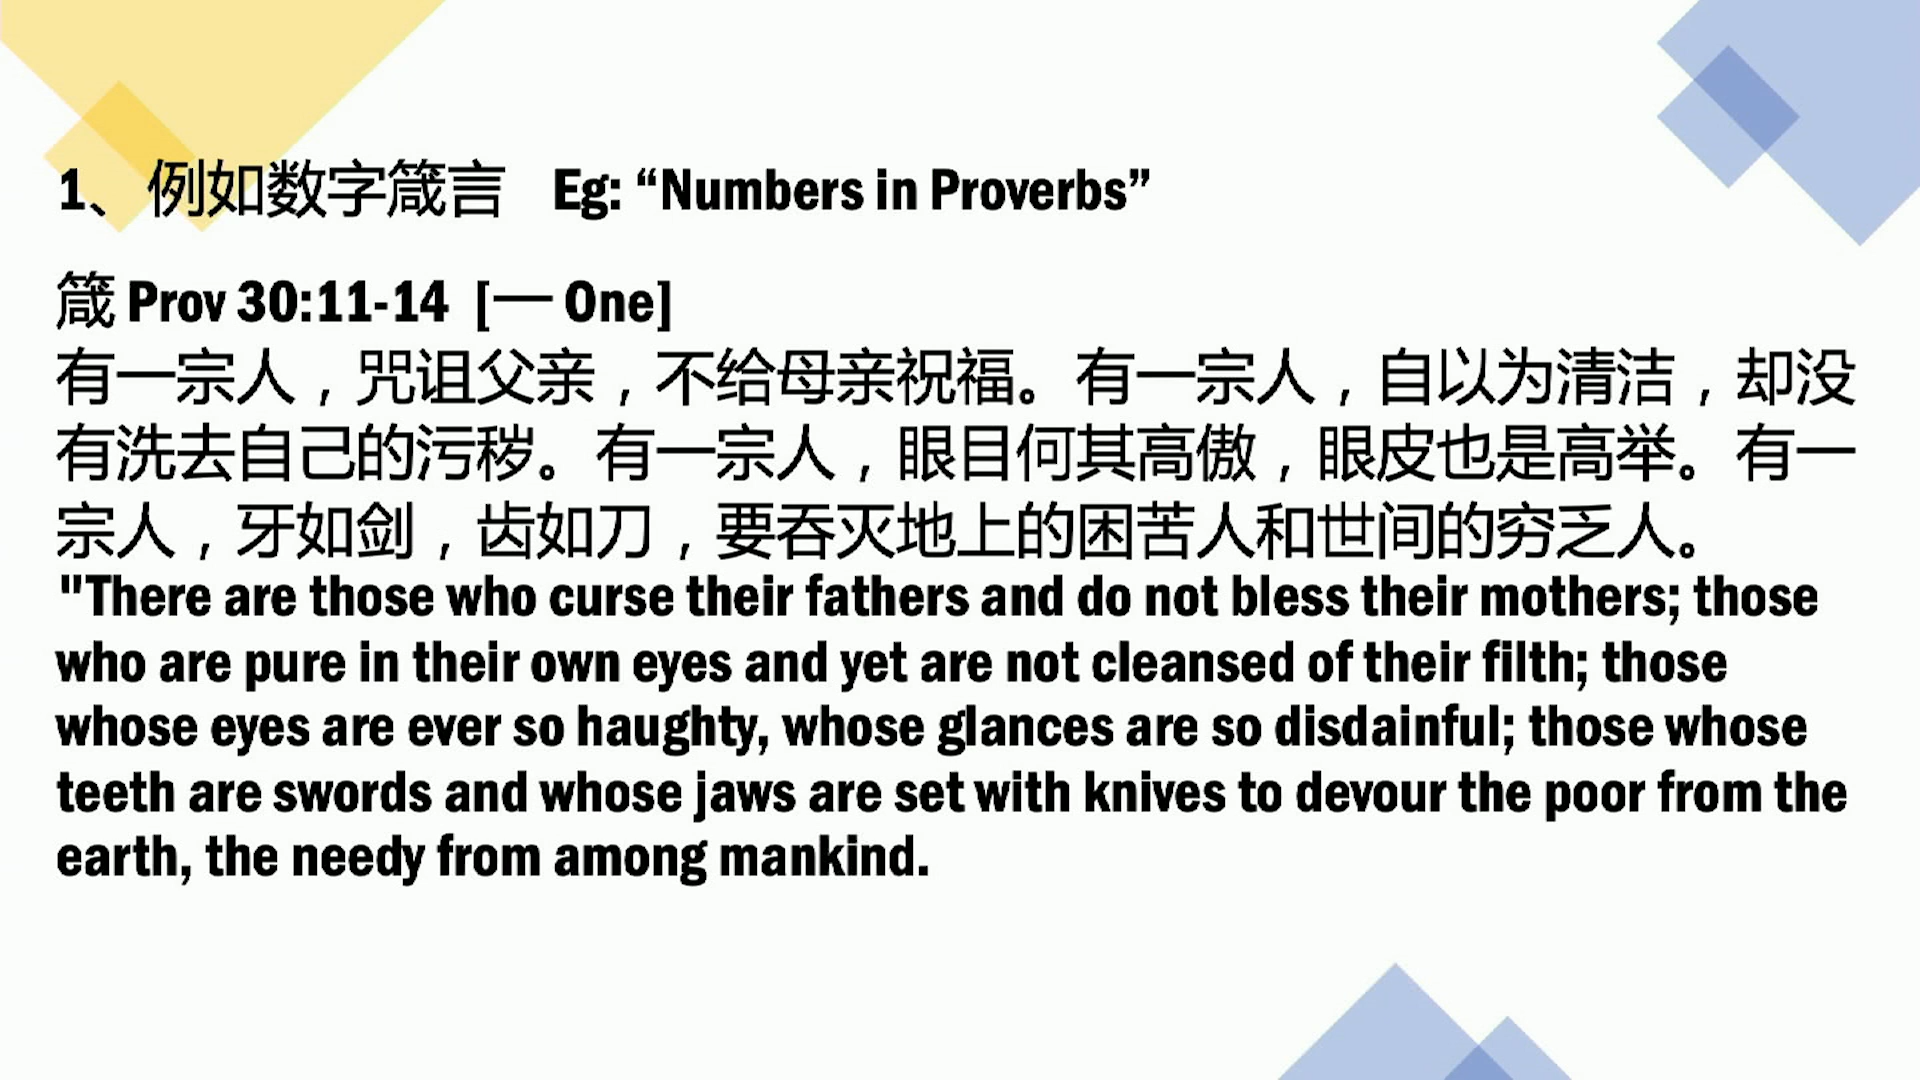 1、 例如数字箴言 Eg: “Numbers in Proverbs”
箴 Prov 30:11-14 [一 One]
有一宗人，咒诅父亲，不给母亲祝福。有一宗人，自以为清洁，却没
有洗去自己的污秽。有一宗人，眼目何其高傲，眼皮也是高举。有一
宗人，牙如剑，齿如刀，要吞灭地上的困苦人和世间的穷乏人。
"There are those who curse their fathers and do not bless their mothers; those
who are pure in their own eyes and yet are not cleansed of their filth; those
whose eyes are ever so haughty, whose glances are so disdainful; those whose
teeth are swords and whose jaws are set with knives to devour the poor from the
earth, the needy from among mankind.